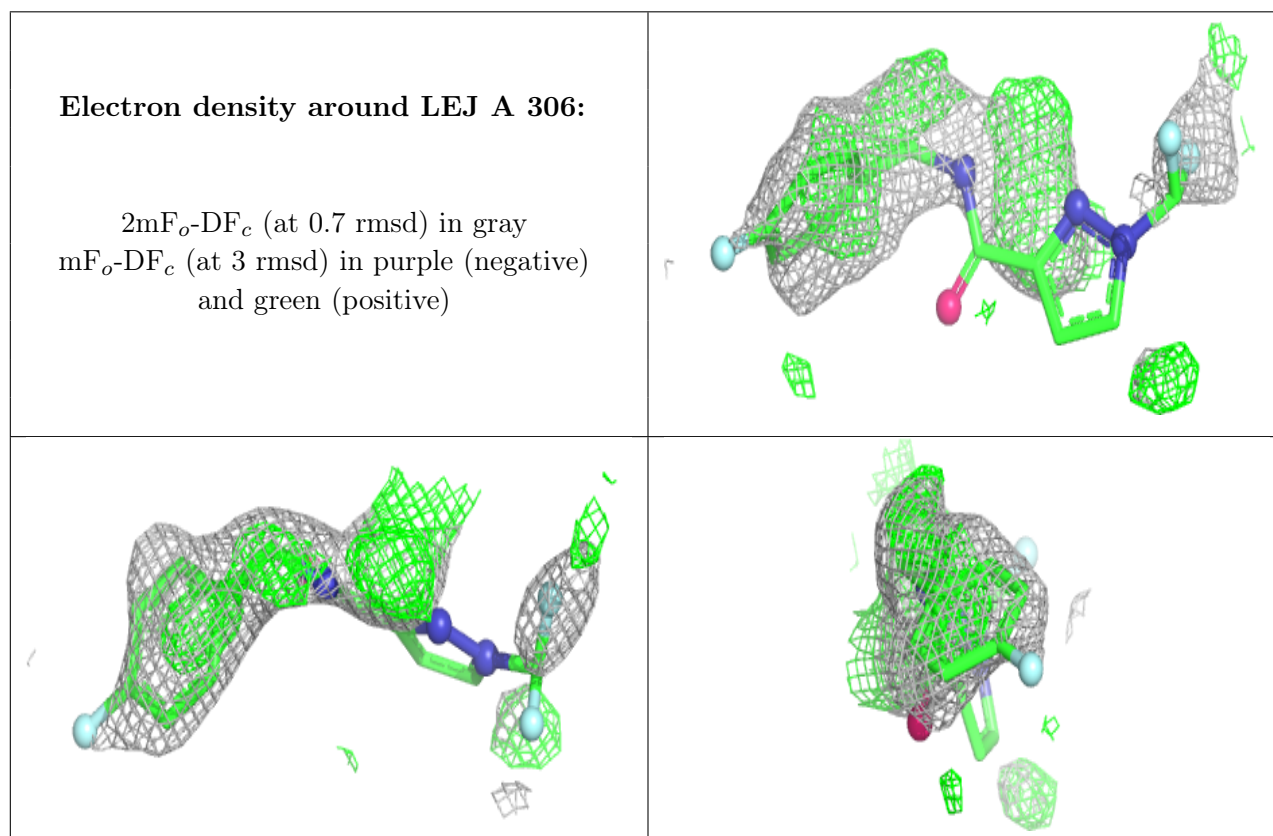 Electron density around LEJ A 306:
2mFₒ-DF𝒸 (at 0.7 rmsd) in gray
mFₒ-DF𝒸 (at 3 rmsd) in purple (negative)
and green (positive)